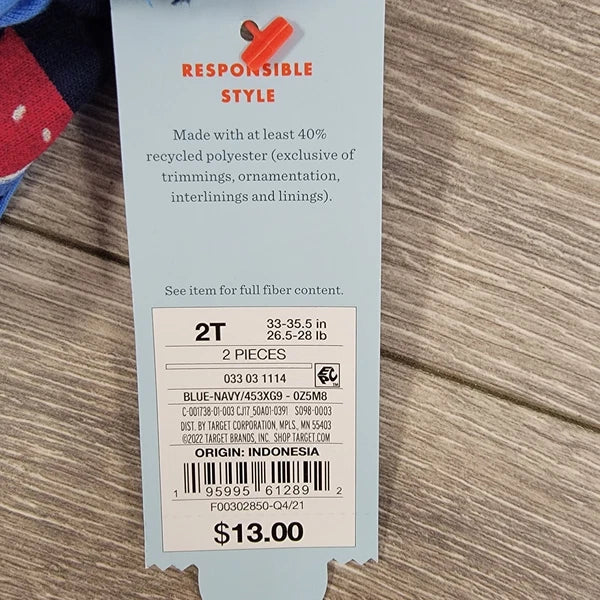 RESPONSIBLE
STYLE
Made with at least 40%
recycled polyester (exclusive of
trimmings, ornamentation,
interlinings and linings).
See item for full fiber content.
2T 33-35.5 in
26.5-28 lb
2 PIECES
033 03 1114
BLUE-NAVY/453XG9 - 0Z5M8
C-001738-01-003 CJ17_50A01-0391 S098-0003
DIST. BY TARGET CORPORATION, MPLS., MN 55403
©2022 TARGET BRANDS, INC. SHOP TARGET.COM
ORIGIN: INDONESIA
1 95995 61289 2
F00302850-Q4/21
$13.00